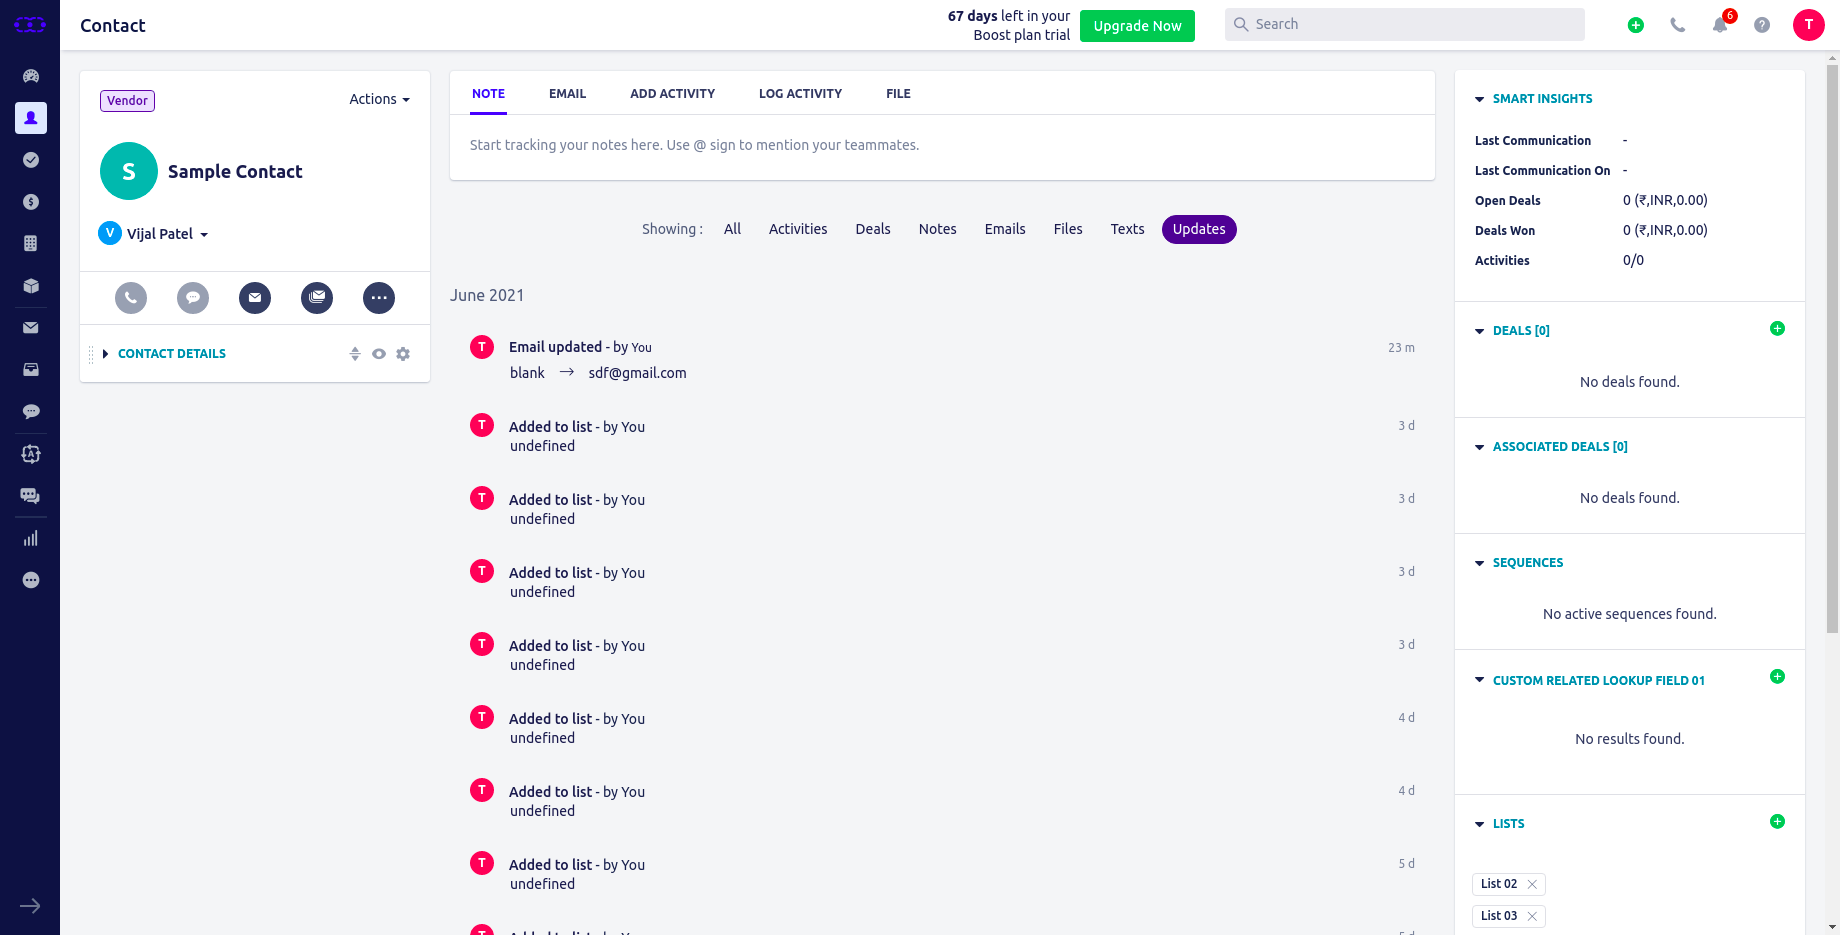 Contact
67 days left in your
Boost plan trial
Upgrade Now
Search
6
T
Vendor
Actions
S
Sample Contact
V
Vijal Patel
CONTACT DETAILS
NOTE
EMAIL
ADD ACTIVITY
LOG ACTIVITY
FILE
Start tracking your notes here. Use @ sign to mention your teammates.
Showing :
All
Activities
Deals
Notes
Emails
Files
Texts
Updates
June 2021
T
Email updated - by You
23 m
blank → sdf@gmail.com
T
Added to list - by You
3 d
undefined
T
Added to list - by You
3 d
undefined
T
Added to list - by You
3 d
undefined
T
Added to list - by You
3 d
undefined
T
Added to list - by You
4 d
undefined
T
Added to list - by You
4 d
undefined
T
Added to list - by You
5 d
undefined
SMART INSIGHTS
Last Communication -
Last Communication On -
Open Deals 0 (₹,INR,0.00)
Deals Won 0 (₹,INR,0.00)
Activities 0/0
DEALS [0]
No deals found.
ASSOCIATED DEALS [0]
No deals found.
SEQUENCES
No active sequences found.
CUSTOM RELATED LOOKUP FIELD 01
No results found.
LISTS
List 02
List 03